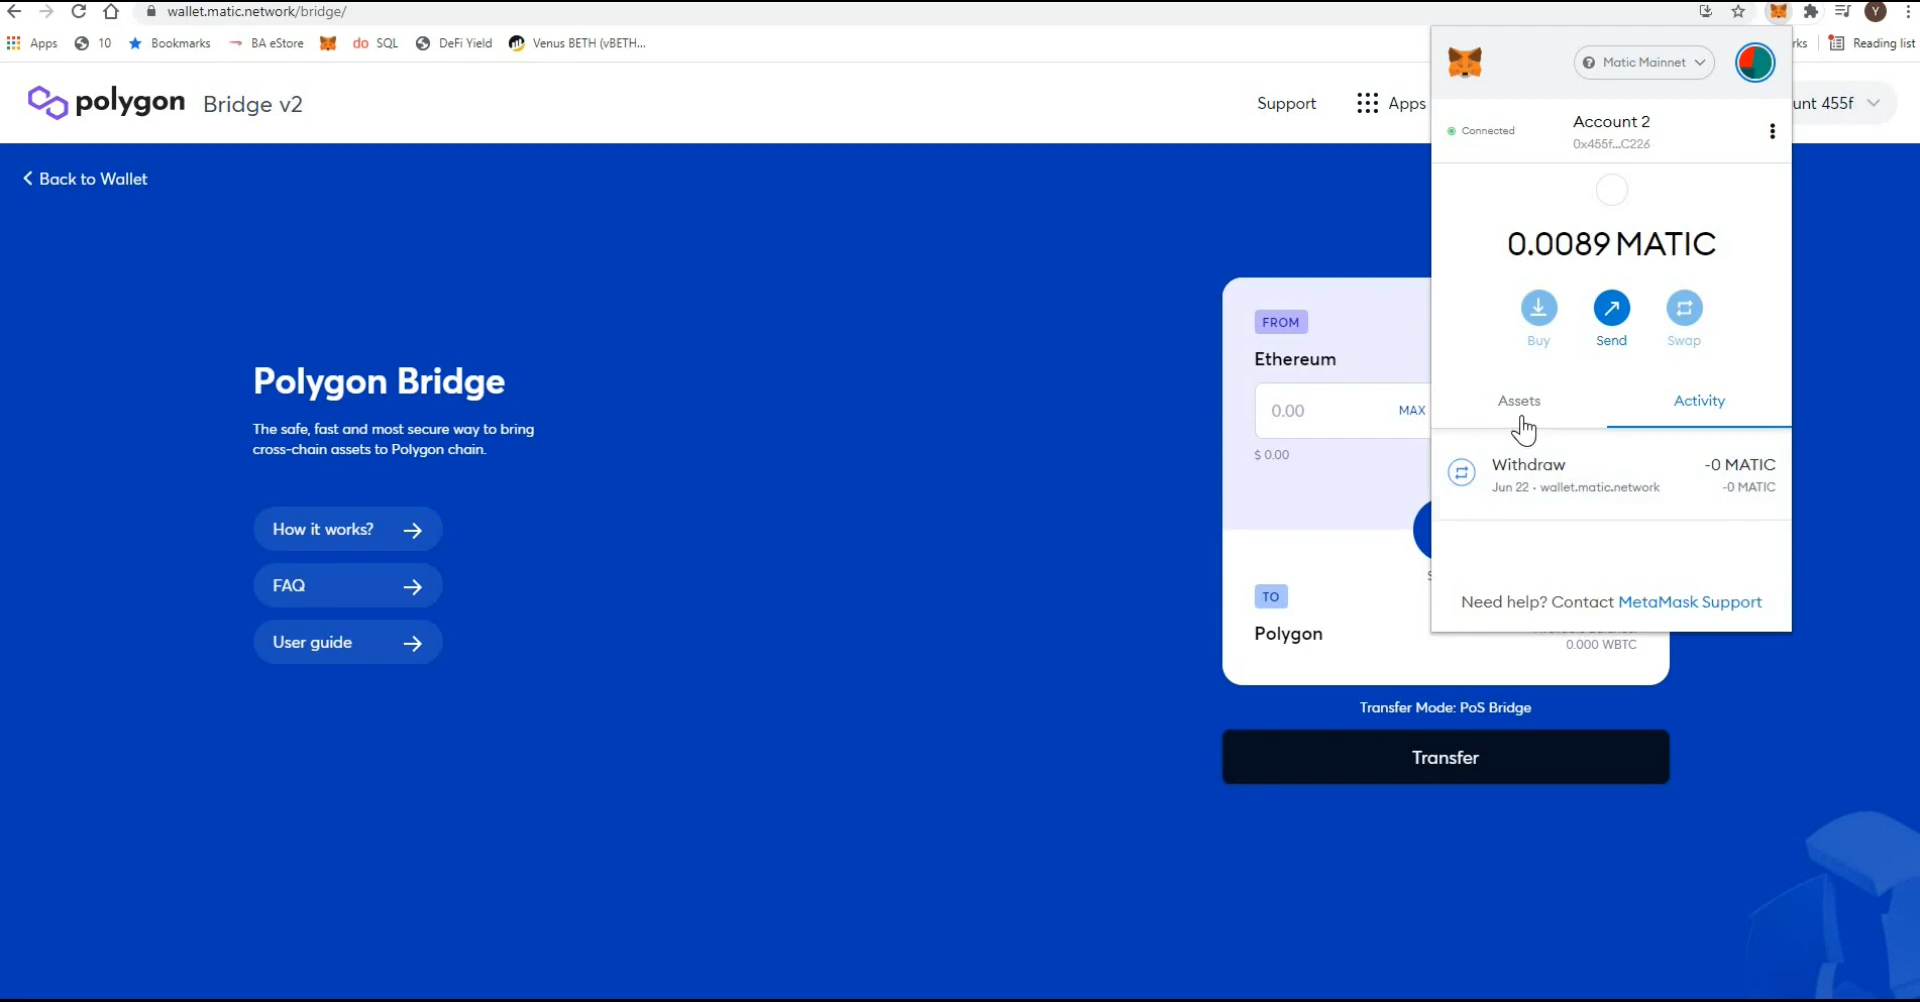 wallet.matic.network/bridge/
Y
Apps 10 Bookmarks BA eStore do SQL DeFi Yield Venus BETH (vBETH... Reading list
polygon Bridge v2
Support Apps
455f
Back to Wallet
Polygon Bridge
The safe, fast and most secure way to bring
cross-chain assets to Polygon chain.
How it works?
FAQ
User guide
FROM
Ethereum
0.00 MAX
$ 0.00
TO
Polygon
0.000 WBTC
Transfer Mode: PoS Bridge
Transfer
Matic Mainnet
Connected
Account 2
0x455f...C226
0.0089 MATIC
Buy Send Swap
Assets Activity
Withdraw -0 MATIC
Jun 22 · wallet.matic.network -0 MATIC
Need help? Contact MetaMask Support